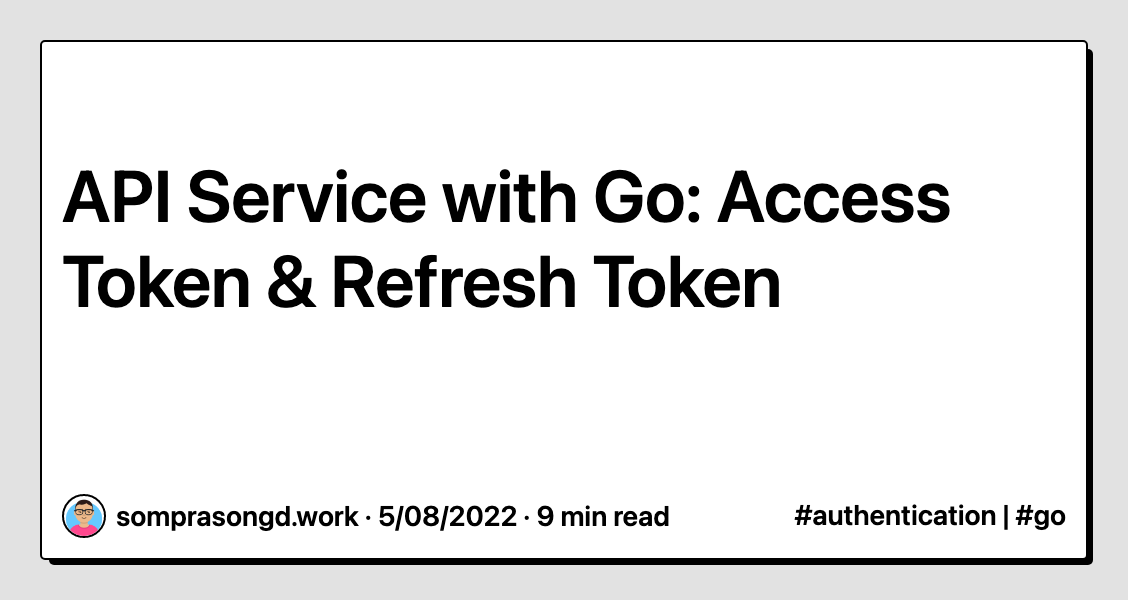 API Service with Go: Access
Token & Refresh Token
somprasongd.work · 5/08/2022 · 9 min read
#authentication | #go